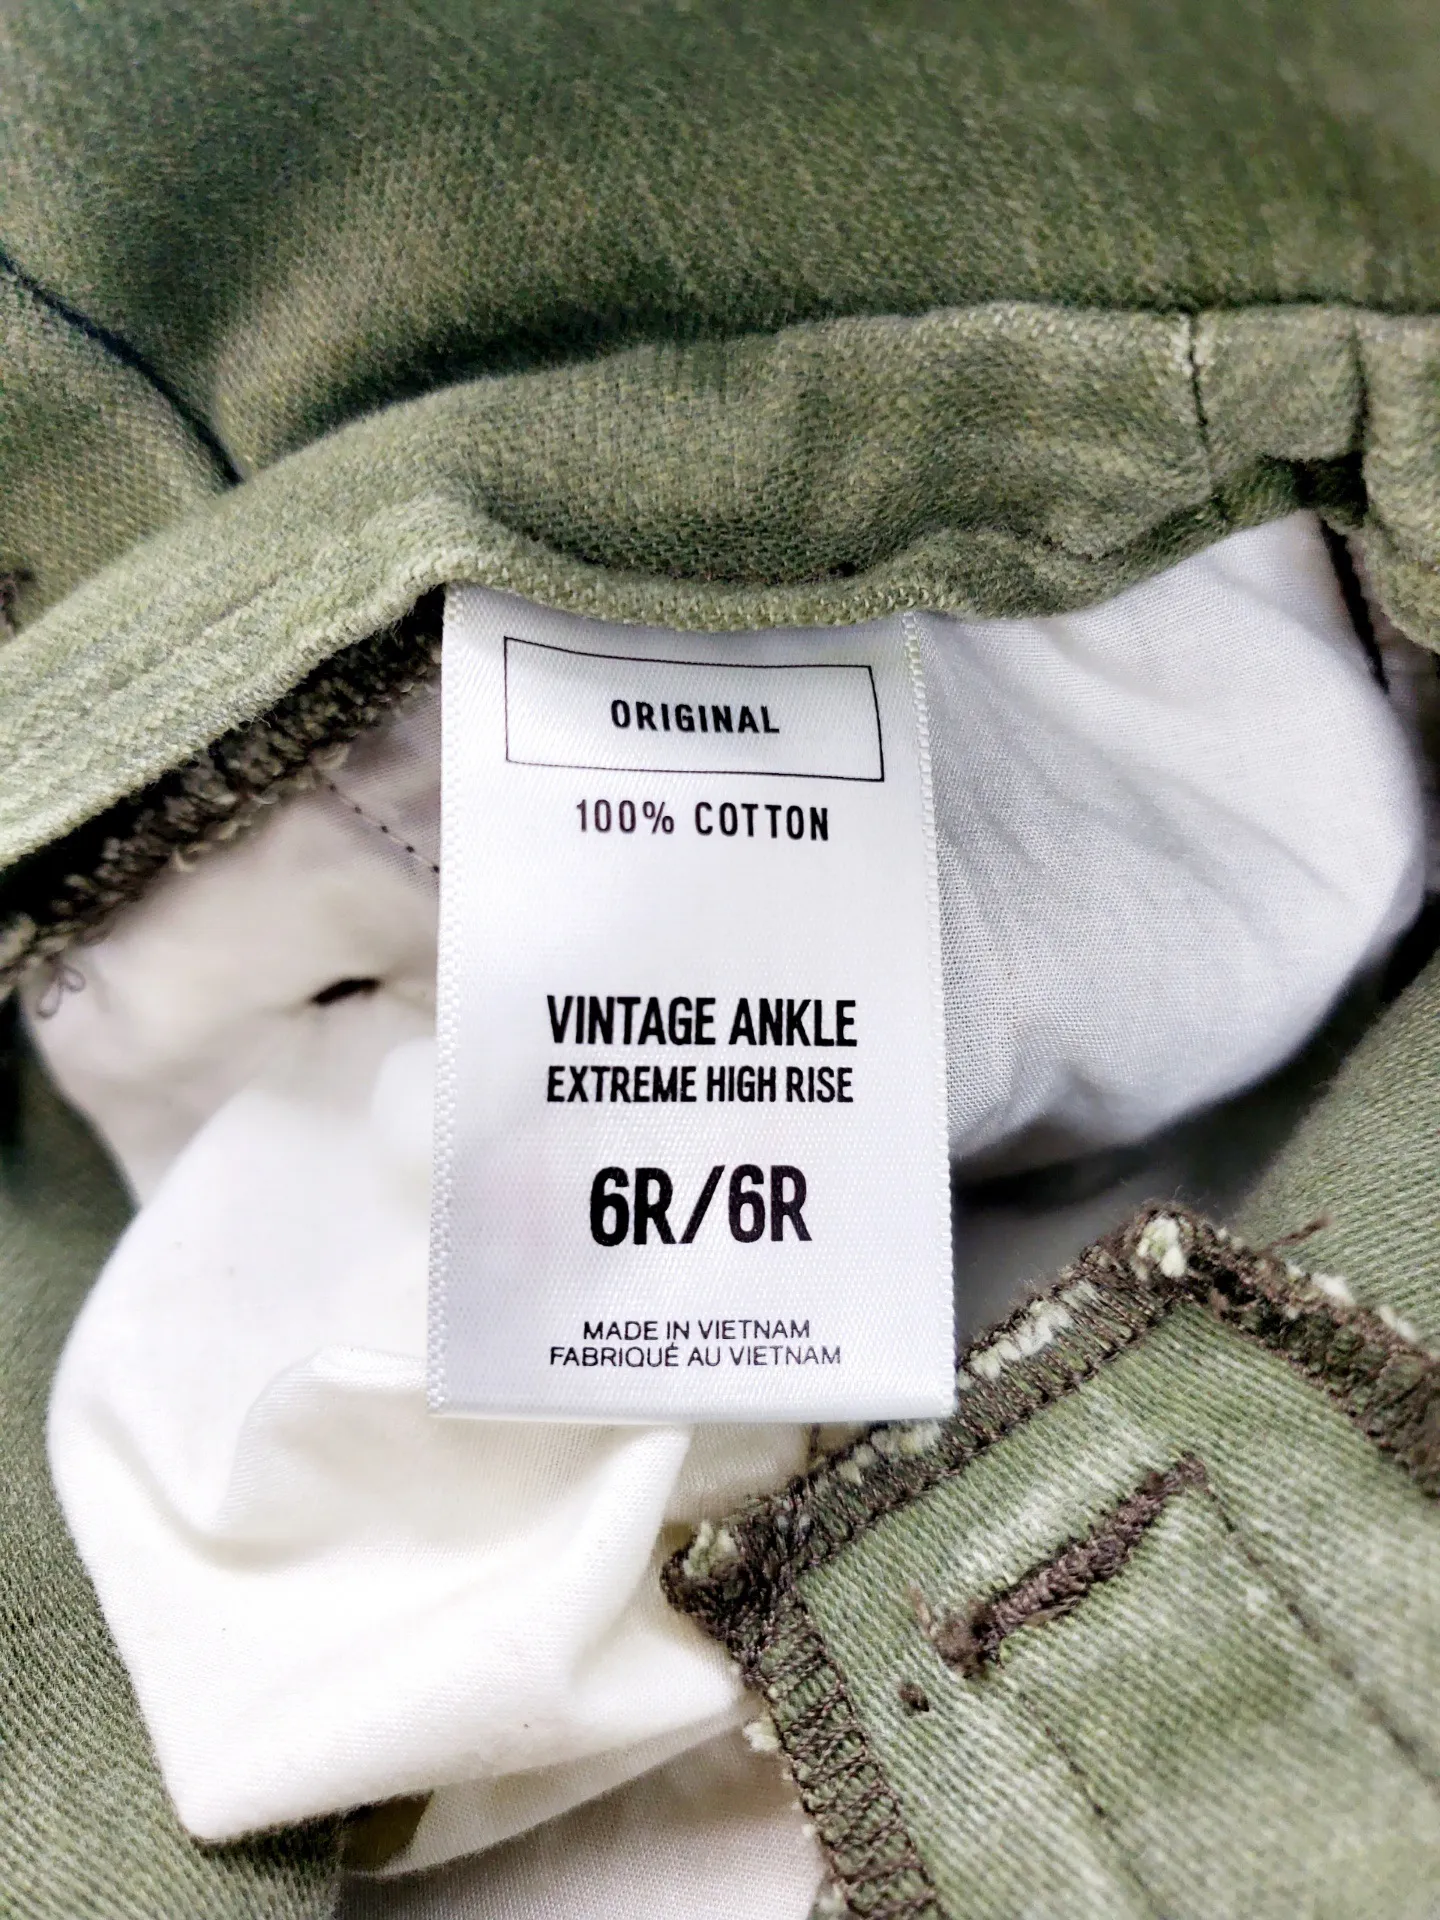 ORIGINAL
100% COTTON
VINTAGE ANKLE
EXTREME HIGH RISE
6R/6R
MADE IN VIETNAM
FABRIQUÉ AU VIETNAM